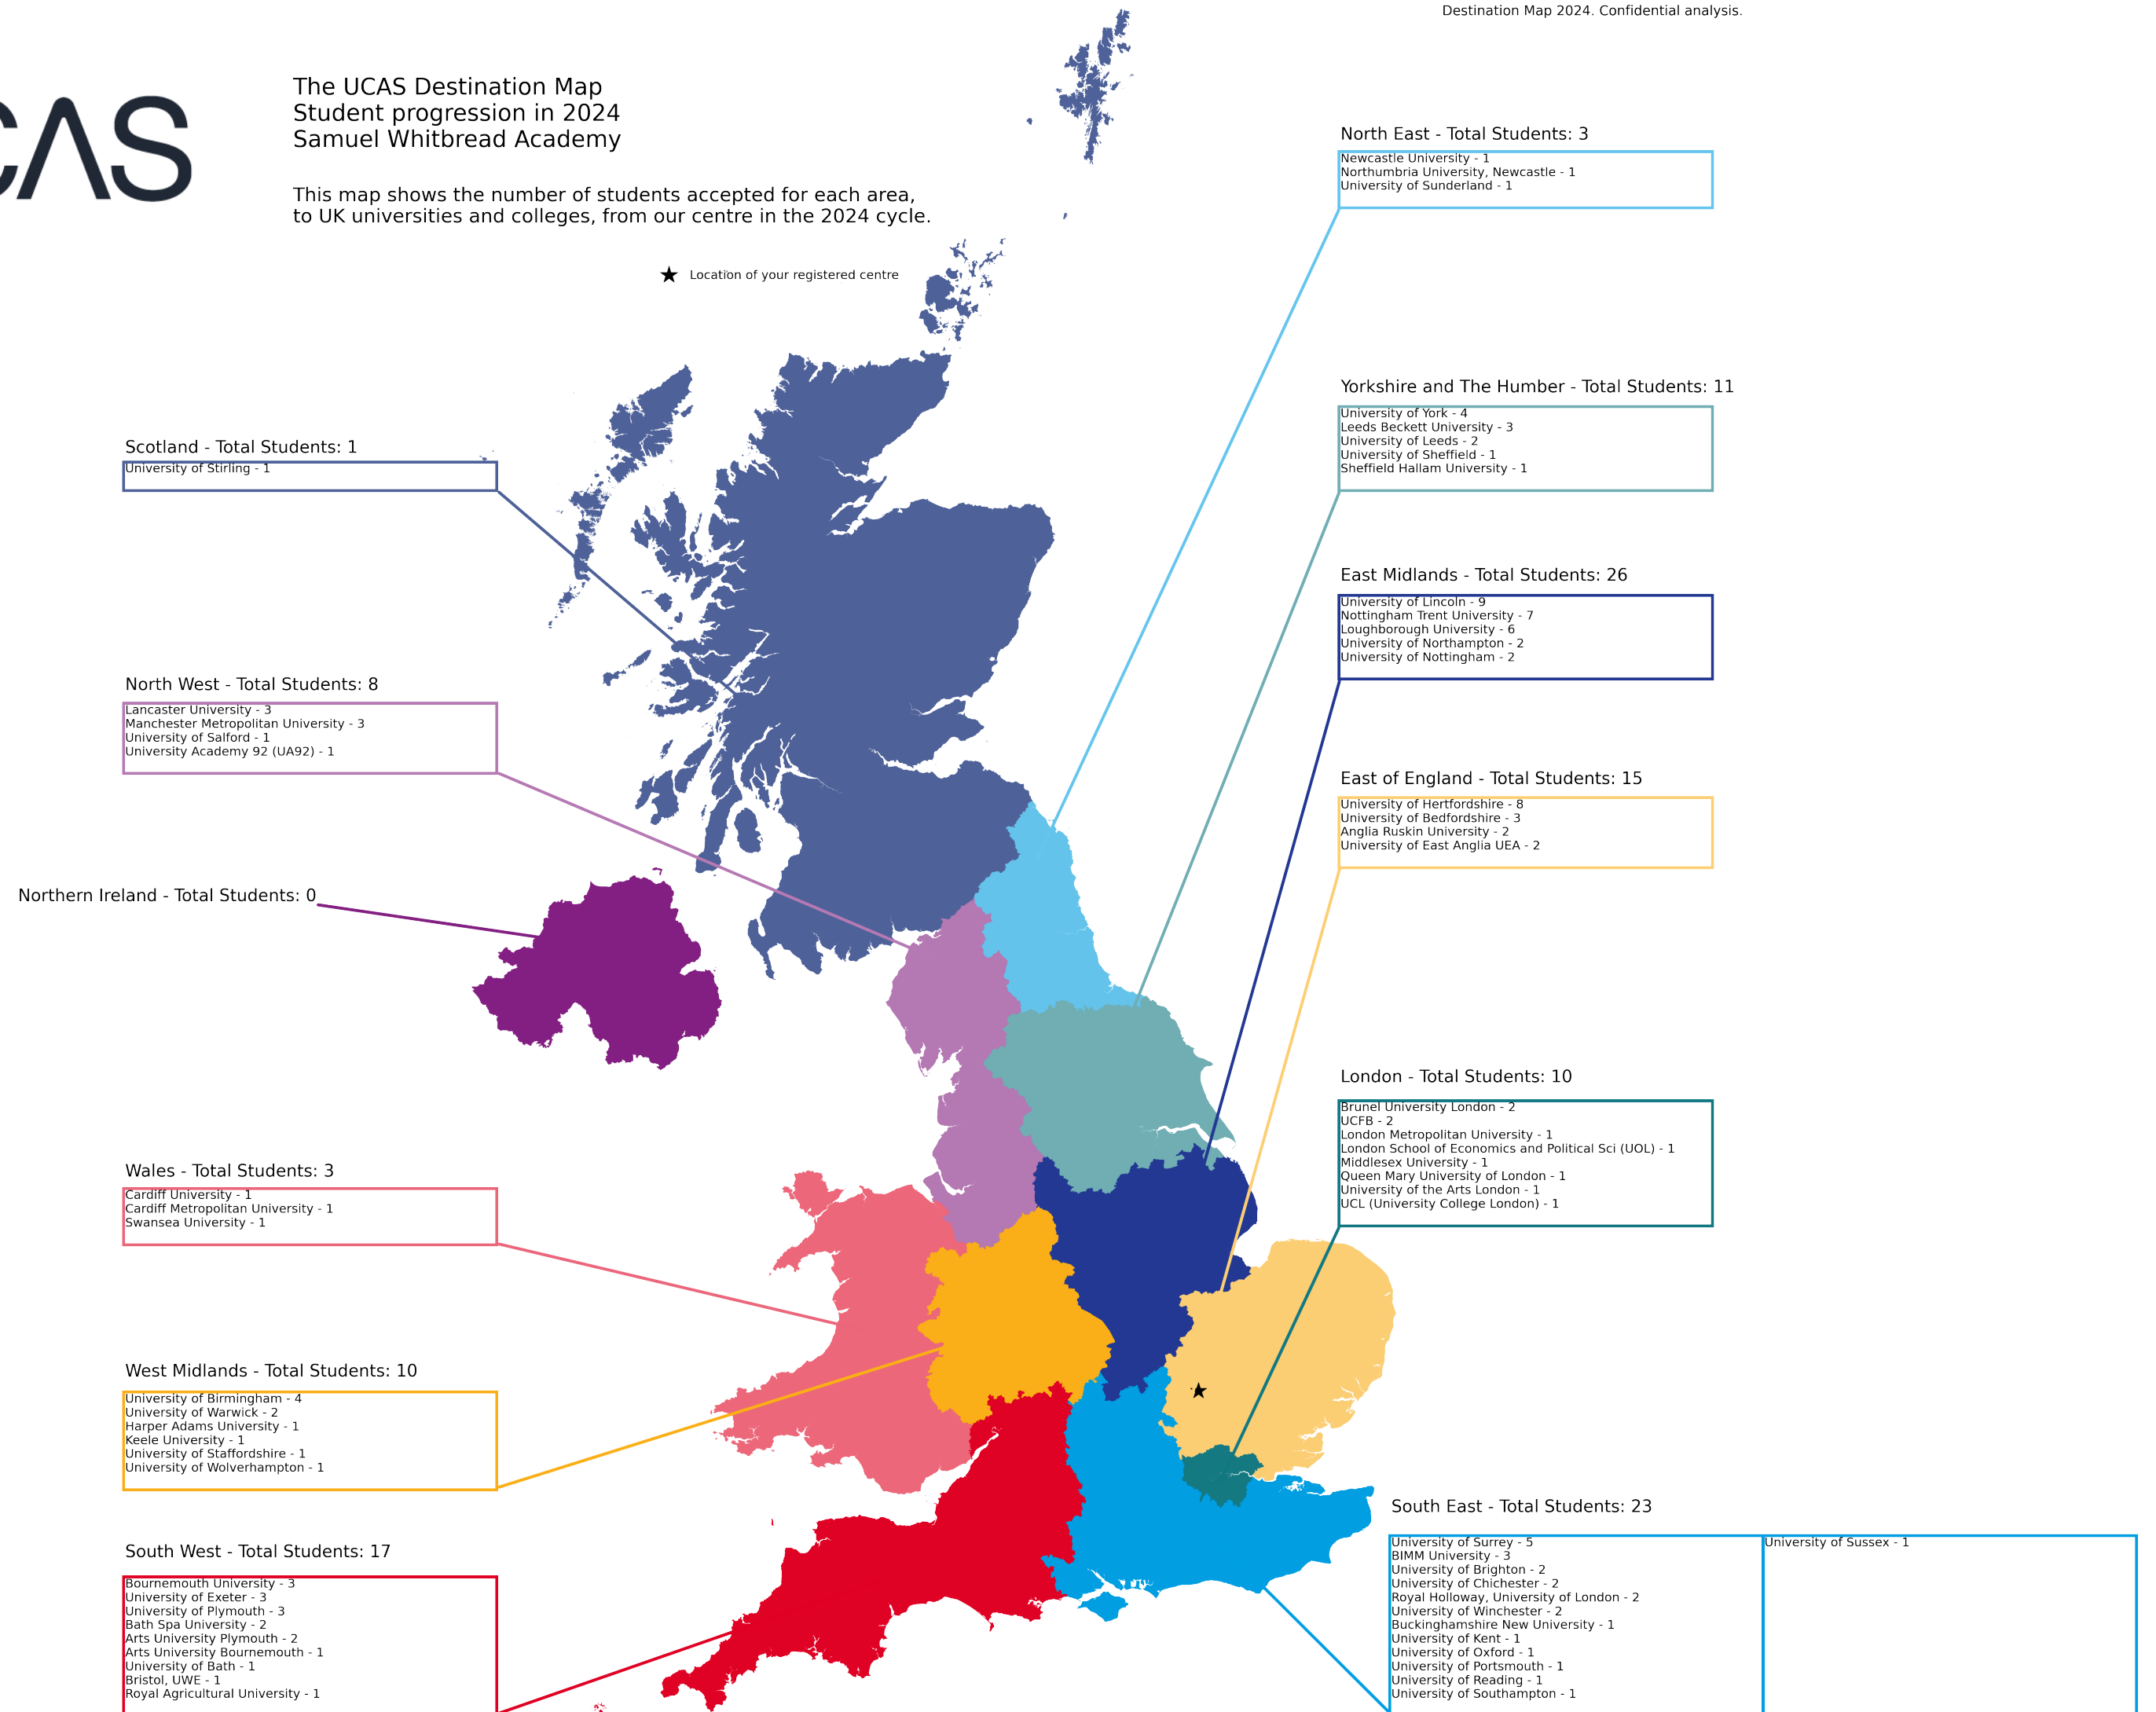 Destination Map 2024. Confidential analysis.
CAS
The UCAS Destination Map
Student progression in 2024
Samuel Whitbread Academy
This map shows the number of students accepted for each area,
to UK universities and colleges, from our centre in the 2024 cycle.
Location of your registered centre
North East - Total Students: 3
Newcastle University - 1
Northumbria University, Newcastle - 1
University of Sunderland - 1
Yorkshire and The Humber - Total Students: 11
University of York - 4
Leeds Beckett University - 3
University of Leeds - 2
University of Sheffield - 1
Sheffield Hallam University - 1
Scotland - Total Students: 1
University of Stirling - 1
East Midlands - Total Students: 26
University of Lincoln - 9
Nottingham Trent University - 7
Loughborough University - 6
University of Northampton - 2
University of Nottingham - 2
North West - Total Students: 8
Lancaster University - 3
Manchester Metropolitan University - 3
University of Salford - 1
University Academy 92 (UA92) - 1
East of England - Total Students: 15
University of Hertfordshire - 8
University of Bedfordshire - 3
Anglia Ruskin University - 2
University of East Anglia UEA - 2
Northern Ireland - Total Students: 0
London - Total Students: 10
Brunel University London - 2
UCFB - 2
London Metropolitan University - 1
London School of Economics and Political Sci (UOL) - 1
Middlesex University - 1
Queen Mary University of London - 1
University of the Arts London - 1
UCL (University College London) - 1
Wales - Total Students: 3
Cardiff University - 1
Cardiff Metropolitan University - 1
Swansea University - 1
West Midlands - Total Students: 10
University of Birmingham - 4
University of Warwick - 2
Harper Adams University - 1
Keele University - 1
University of Staffordshire - 1
University of Wolverhampton - 1
South West - Total Students: 17
Bournemouth University - 3
University of Exeter - 3
University of Plymouth - 3
Bath Spa University - 2
Arts University Plymouth - 2
Arts University Bournemouth - 1
University of Bath - 1
Bristol, UWE - 1
Royal Agricultural University - 1
South East - Total Students: 23
University of Surrey - 5
BIMM University - 3
University of Brighton - 2
University of Chichester - 2
Royal Holloway, University of London - 2
University of Winchester - 2
Buckinghamshire New University - 1
University of Kent - 1
University of Oxford - 1
University of Portsmouth - 1
University of Reading - 1
University of Southampton - 1
University of Sussex - 1